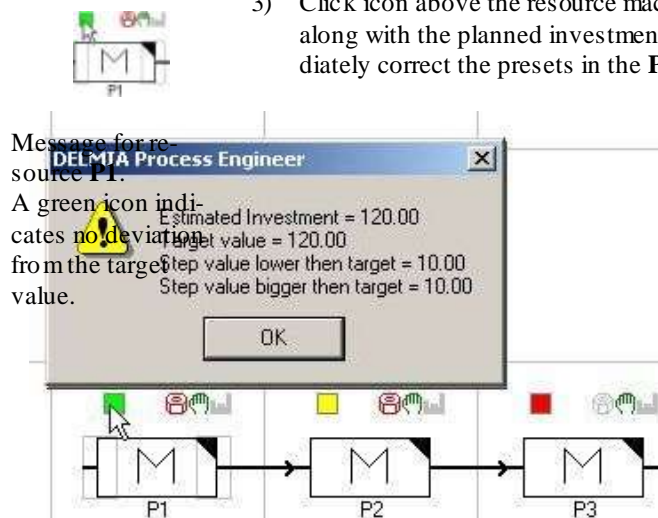 3) Click icon above the resource mac
along with the planned investmen
diately correct the presets in the P
M
P1
Message for re-
source P1.
A green icon indi-
cates no deviation
from the target
value.
DELMIA Process Engineer
Estimated Investment = 120.00
Target value = 120.00
Step value lower then target = 10.00
Step value bigger then target = 10.00
OK
M M M
P1 P2 P3